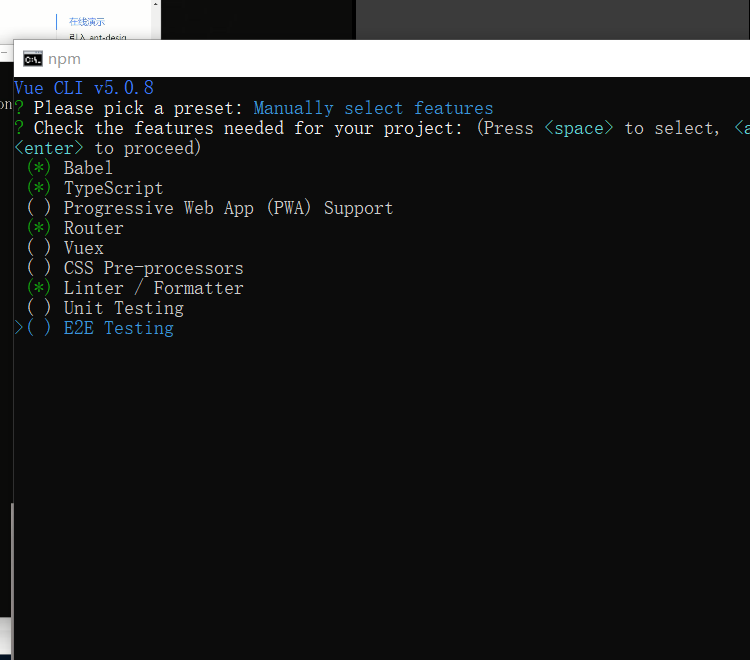 在线演示
引入 ant-desig
npm
on
Vue CLI v5.0.8
? Please pick a preset: Manually select features
? Check the features needed for your project: (Press <space> to select, <a
<enter> to proceed)
(*) Babel
(*) TypeScript
( ) Progressive Web App (PWA) Support
(*) Router
( ) Vuex
( ) CSS Pre-processors
(*) Linter / Formatter
( ) Unit Testing
>( ) E2E Testing